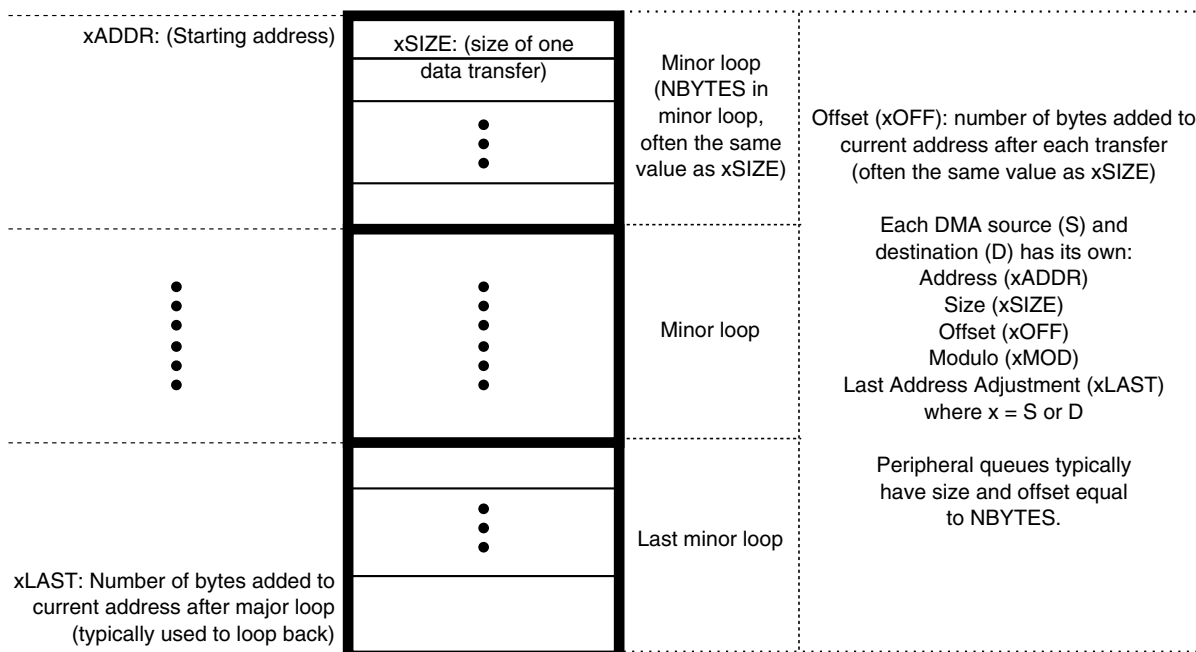 xADDR: (Starting address)
xSIZE: (size of one
data transfer)
Minor loop
(NBYTES in
minor loop,
often the same
value as xSIZE)
Offset (xOFF): number of bytes added to
current address after each transfer
(often the same value as xSIZE)
Each DMA source (S) and
destination (D) has its own:
Address (xADDR)
Size (xSIZE)
Offset (xOFF)
Modulo (xMOD)
Last Address Adjustment (xLAST)
where x = S or D
Peripheral queues typically
have size and offset equal
to NBYTES.
Minor loop
Last minor loop
xLAST: Number of bytes added to
current address after major loop
(typically used to loop back)